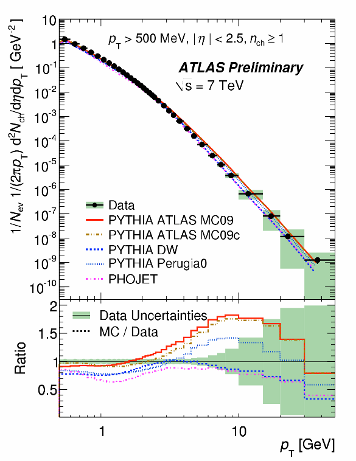 p_T > 500 MeV, | η | < 2.5, n_ch ≥ 1
ATLAS Preliminary
√s = 7 TeV
1/N_ev 1/(2πp_T) d²N_ch/dηdp_T [GeV⁻²]
10
1
10⁻¹
10⁻²
10⁻³
10⁻⁴
10⁻⁵
10⁻⁶
10⁻⁷
10⁻⁸
10⁻⁹
10⁻¹⁰
Data
PYTHIA ATLAS MC09
PYTHIA ATLAS MC09c
PYTHIA DW
PYTHIA Perugia0
PHOJET
Ratio
2
1.5
1
0.5
Data Uncertainties
MC / Data
1 10
p_T [GeV]